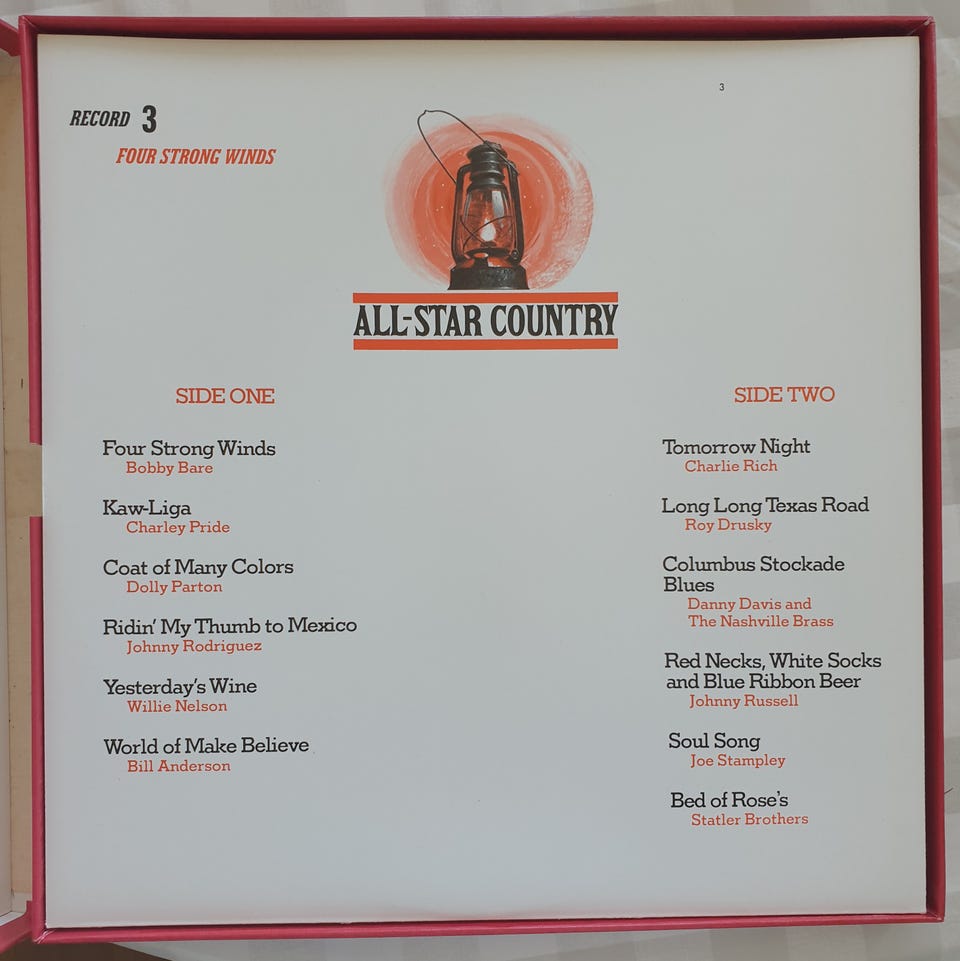 3
RECORD 3
FOUR STRONG WINDS
ALL-STAR COUNTRY
SIDE ONE
Four Strong Winds
Bobby Bare
Kaw-Liga
Charley Pride
Coat of Many Colors
Dolly Parton
Ridin' My Thumb to Mexico
Johnny Rodriguez
Yesterday's Wine
Willie Nelson
World of Make Believe
Bill Anderson
SIDE TWO
Tomorrow Night
Charlie Rich
Long Long Texas Road
Roy Drusky
Columbus Stockade
Blues
Danny Davis and
The Nashville Brass
Red Necks, White Socks
and Blue Ribbon Beer
Johnny Russell
Soul Song
Joe Stampley
Bed of Rose's
Statler Brothers